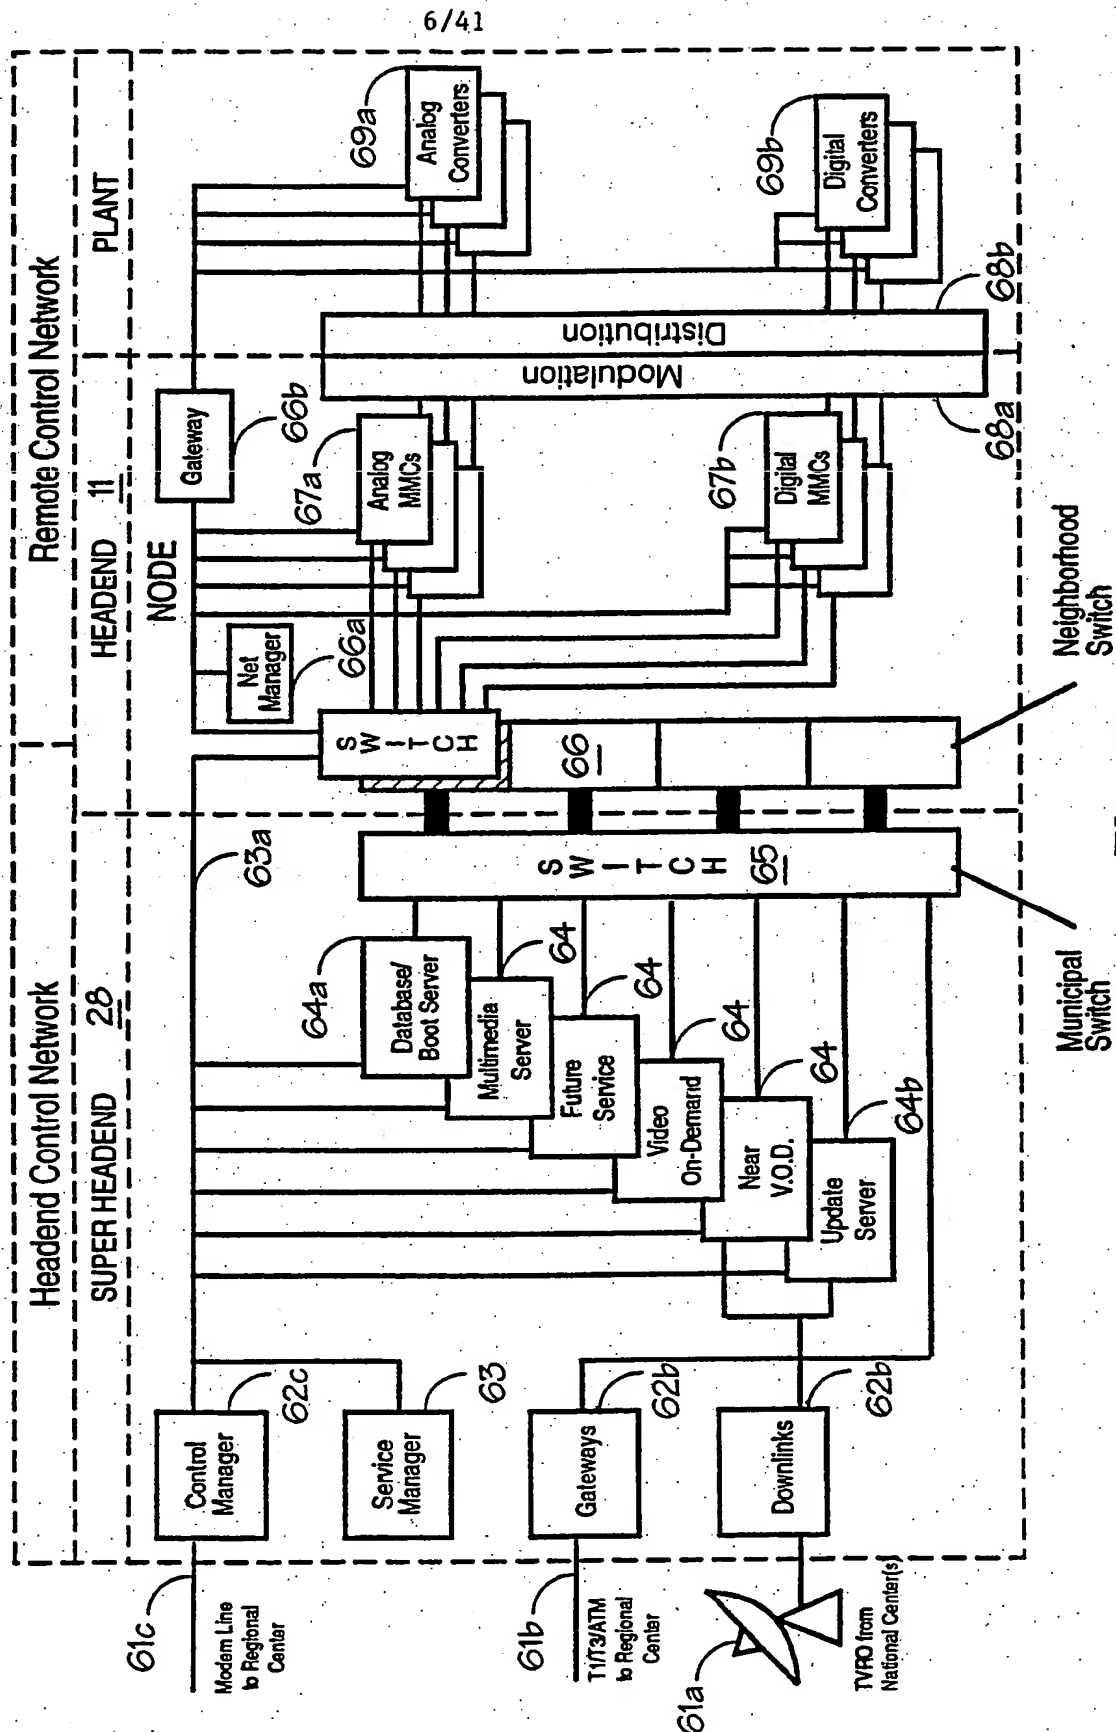 6/41
Headend Control Network
Remote Control Network
SUPER HEADEND 28
HEADEND 11
PLANT
NODE
61c
Modem Line
to Regional
Center
61b
T1/T3/ATM
to Regional
Center
61a
TVRO from
National Center(s)
Control
Manager
62c
Service
Manager
63
Gateways
62b
Downlinks
62b
63a
64a
Database/
Boot Server
Multimedia
Server
64
Future
Service
64
Video
On-Demand
64
Near
V.O.D.
64
Update
Server
64b
SWITCH
65
Municipal
Switch
SWITCH
66
Neighborhood
Switch
Net
Manager
66a
Gateway
66b
67a
Analog
MMCs
67b
Digital
MMCs
Modulation
68a
Distribution
68b
69a
Analog
Converters
69b
Digital
Converters